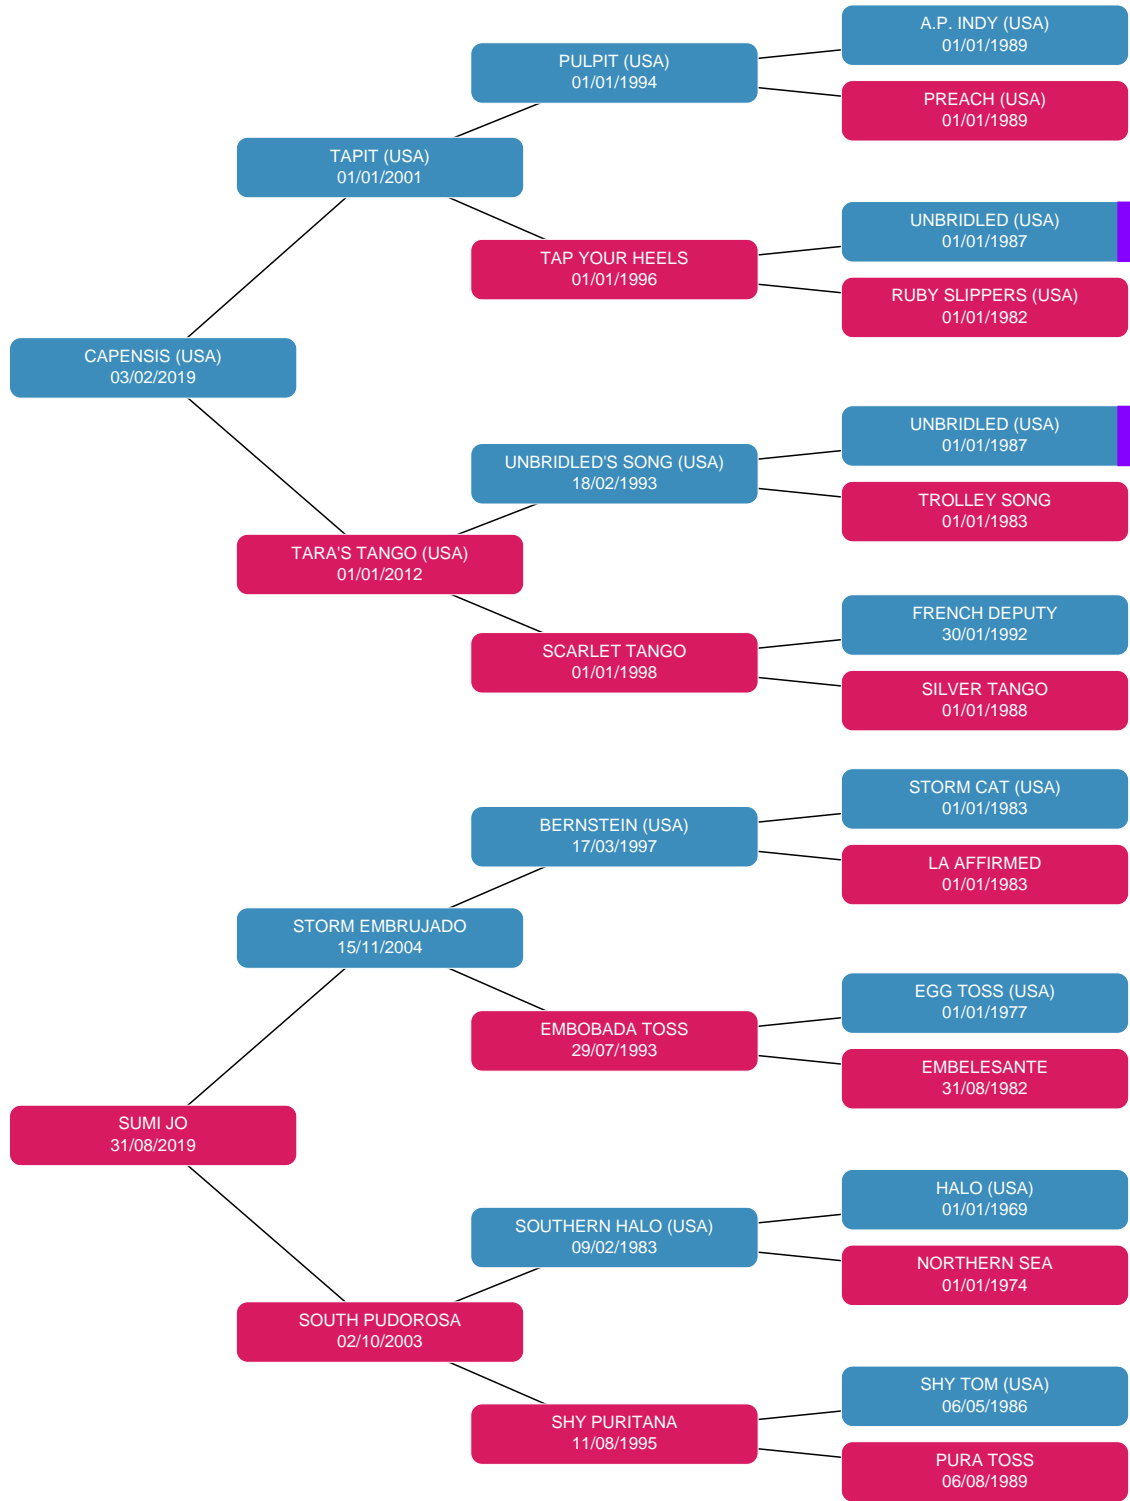 A.P. INDY (USA)
01/01/1989
PULPIT (USA)
01/01/1994
PREACH (USA)
01/01/1989
TAPIT (USA)
01/01/2001
UNBRIDLED (USA)
01/01/1987
TAP YOUR HEELS
01/01/1996
RUBY SLIPPERS (USA)
01/01/1982
CAPENSIS (USA)
03/02/2019
UNBRIDLED (USA)
01/01/1987
UNBRIDLED'S SONG (USA)
18/02/1993
TROLLEY SONG
01/01/1983
TARA'S TANGO (USA)
01/01/2012
FRENCH DEPUTY
30/01/1992
SCARLET TANGO
01/01/1998
SILVER TANGO
01/01/1988
STORM CAT (USA)
01/01/1983
BERNSTEIN (USA)
17/03/1997
LA AFFIRMED
01/01/1983
STORM EMBRUJADO
15/11/2004
EGG TOSS (USA)
01/01/1977
EMBOBADA TOSS
29/07/1993
EMBELESANTE
31/08/1982
SUMI JO
31/08/2019
HALO (USA)
01/01/1969
SOUTHERN HALO (USA)
09/02/1983
NORTHERN SEA
01/01/1974
SOUTH PUDOROSA
02/10/2003
SHY TOM (USA)
06/05/1986
SHY PURITANA
11/08/1995
PURA TOSS
06/08/1989